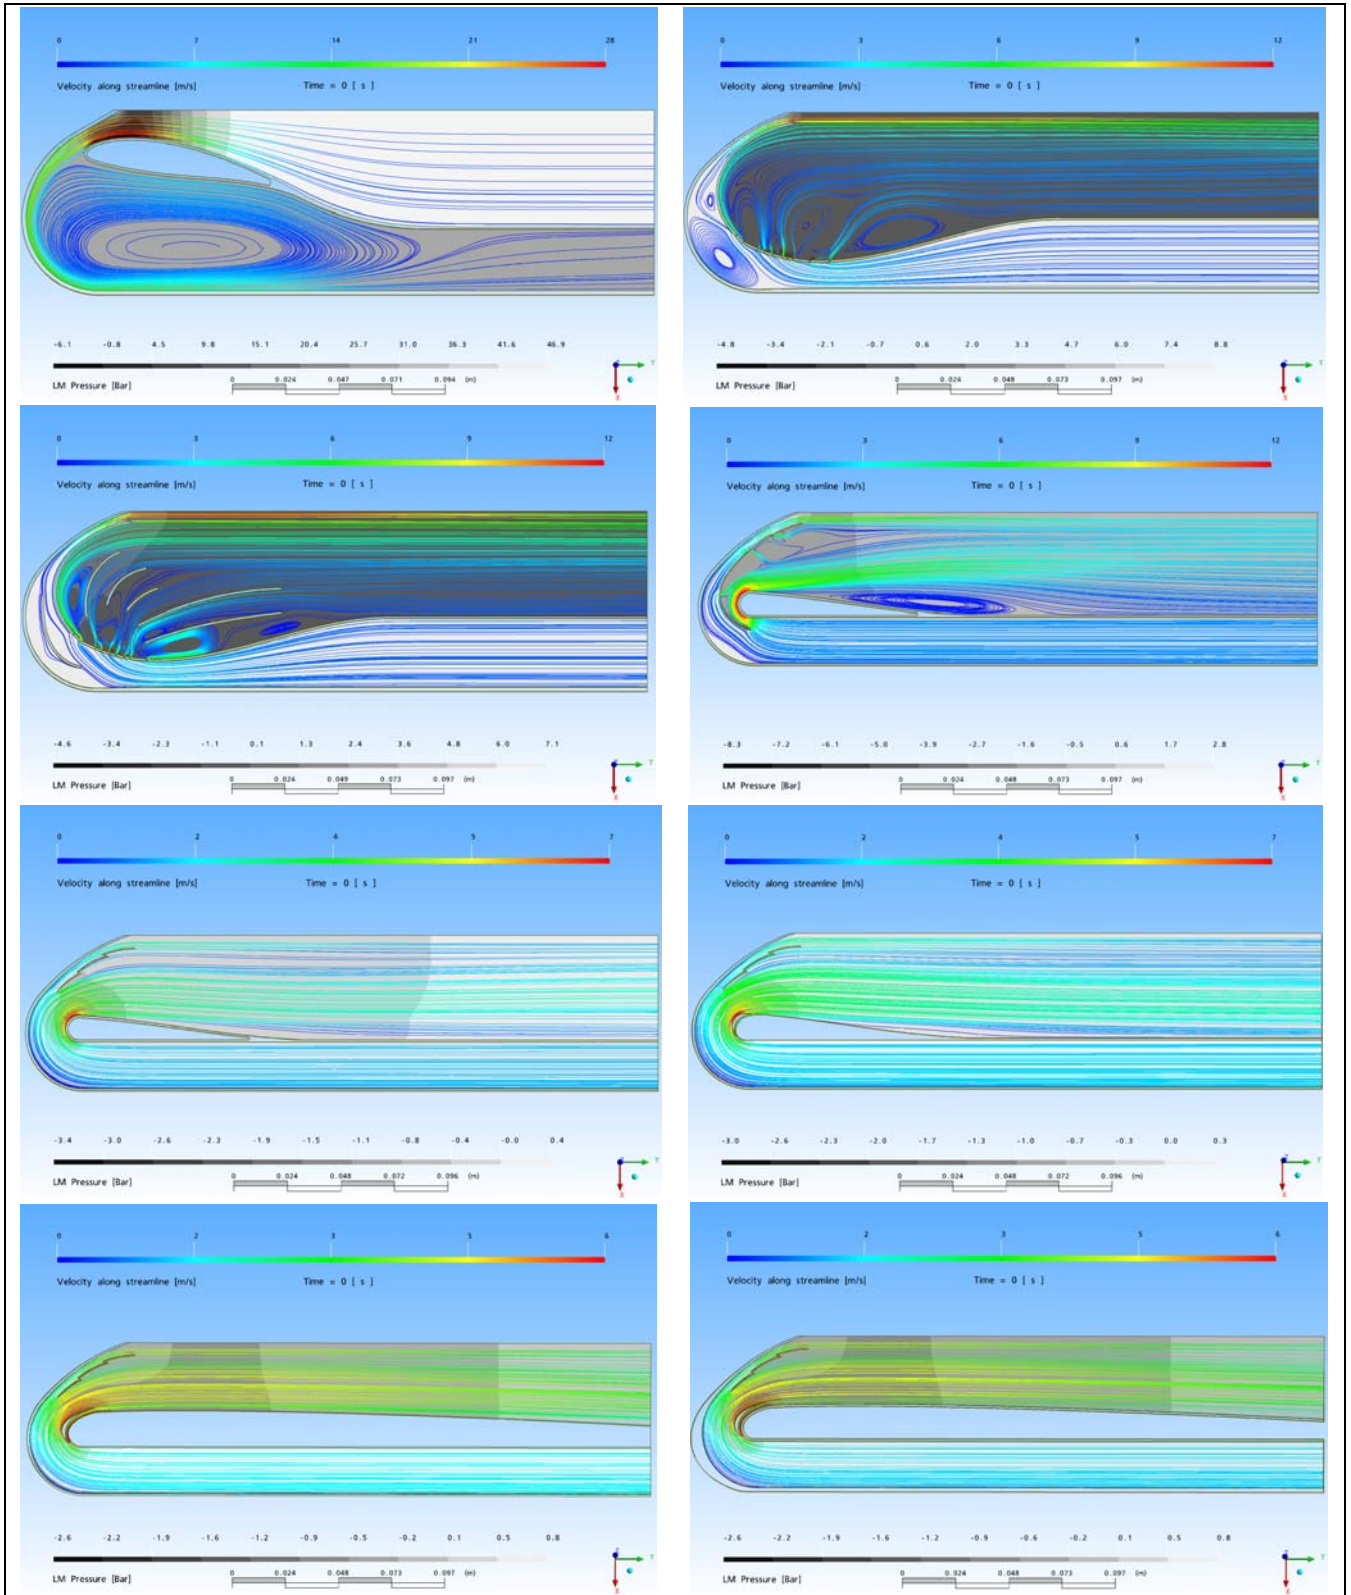 0 7 14 21 28
Velocity along streamline [m/s] Time = 0 [ s ]
-6.1 -0.8 4.5 9.8 15.1 20.4 25.7 31.0 36.3 41.6 46.9
LM Pressure [Bar] 0 0.024 0.047 0.071 0.094 (m)
Z Y
X
0 3 6 9 12
Velocity along streamline [m/s] Time = 0 [ s ]
-4.8 -3.4 -2.1 -0.7 0.6 2.0 3.3 4.7 6.0 7.4 8.8
LM Pressure [Bar] 0 0.024 0.048 0.073 0.097 (m)
Z Y
X
0 3 6 9 12
Velocity along streamline [m/s] Time = 0 [ s ]
-4.6 -3.4 -2.3 -1.1 0.1 1.3 2.4 3.6 4.8 6.0 7.1
LM Pressure [Bar] 0 0.024 0.049 0.073 0.097 (m)
Z Y
X
0 3 6 9 12
Velocity along streamline [m/s] Time = 0 [ s ]
-8.3 -7.2 -6.1 -5.0 -3.9 -2.7 -1.6 -0.5 0.6 1.7 2.8
LM Pressure [Bar] 0 0.024 0.048 0.073 0.097 (m)
Z Y
X
0 2 4 5 7
Velocity along streamline [m/s] Time = 0 [ s ]
-3.4 -3.0 -2.6 -2.3 -1.9 -1.5 -1.1 -0.8 -0.4 -0.0 0.4
LM Pressure [Bar] 0 0.024 0.048 0.072 0.096 (m)
Z Y
X
0 2 4 5 7
Velocity along streamline [m/s] Time = 0 [ s ]
-3.0 -2.6 -2.3 -2.0 -1.7 -1.3 -1.0 -0.7 -0.3 0.0 0.3
LM Pressure [Bar] 0 0.024 0.048 0.072 0.096 (m)
Z Y
X
0 2 3 5 6
Velocity along streamline [m/s] Time = 0 [ s ]
-2.6 -2.2 -1.9 -1.6 -1.2 -0.9 -0.5 -0.2 0.1 0.5 0.8
LM Pressure [Bar] 0 0.024 0.048 0.073 0.097 (m)
Z Y
X
0 2 3 5 6
Velocity along streamline [m/s] Time = 0 [ s ]
-2.6 -2.2 -1.9 -1.6 -1.2 -0.9 -0.6 -0.2 0.1 0.5 0.8
LM Pressure [Bar] 0 0.024 0.048 0.073 0.097 (m)
Z Y
X